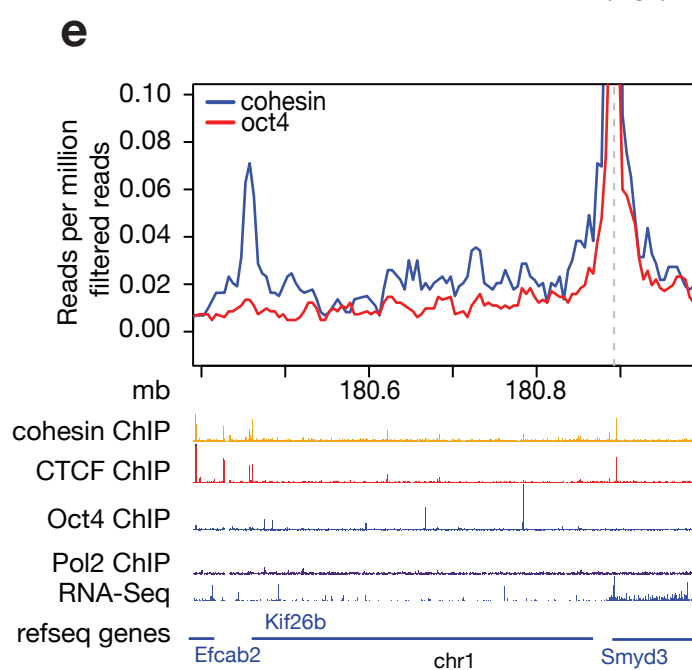 e
Reads per million
filtered reads
0.10
0.08
0.06
0.04
0.02
0.00
cohesin
oct4
mb
180.6
180.8
cohesin ChIP
CTCF ChIP
Oct4 ChIP
Pol2 ChIP
RNA-Seq
refseq genes
Kif26b
Efcab2
chr1
Smyd3